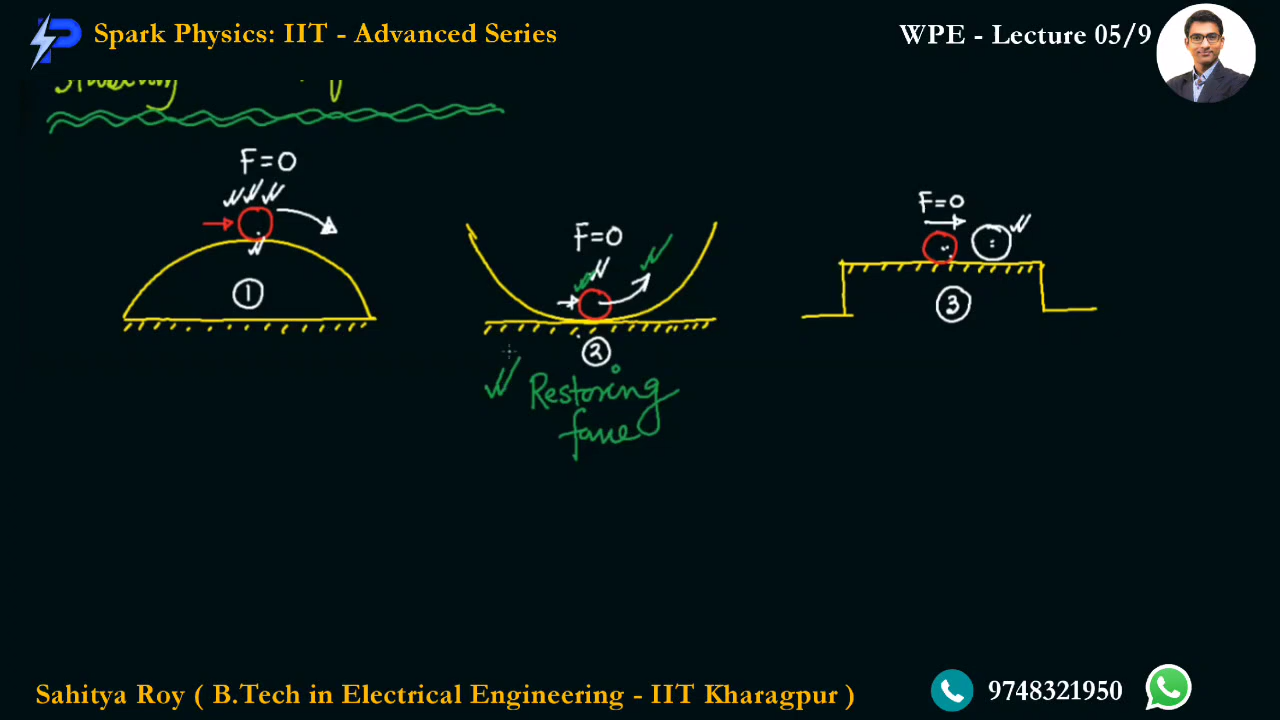 Spark Physics: IIT - Advanced Series
WPE - Lecture 05/9
F=0
F=0
F=0
1
2
3
Restoring
force
Sahitya Roy ( B.Tech in Electrical Engineering - IIT Kharagpur )
9748321950